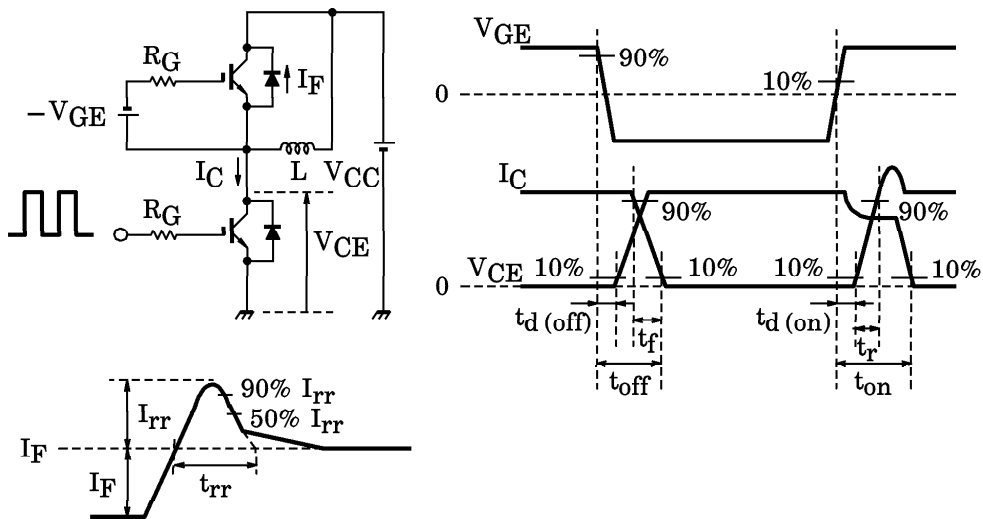 R_G
I_F
−V_GE
I_C
L
V_CC
R_G
V_CE
V_GE
90%
10%
0
I_C
90%
90%
V_CE
10%
10%
10%
10%
0
t_d (off)
t_f
t_off
t_d (on)
t_r
t_on
I_rr
90% I_rr
50% I_rr
I_F
I_F
t_rr